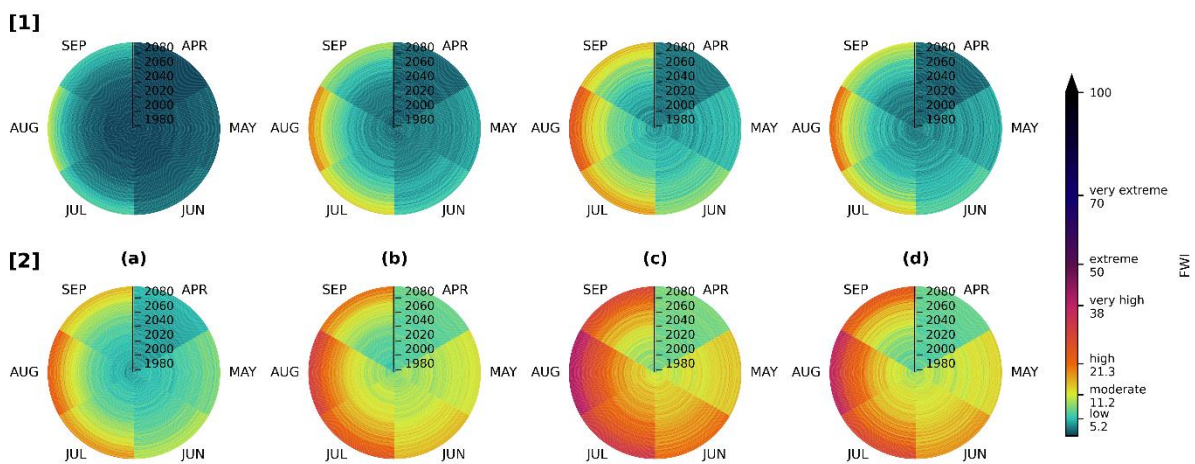 [1]
SEP APR
2080
2060
2040
2020
2000
1980
AUG MAY
JUL JUN
SEP APR
2080
2060
2040
2020
2000
1980
AUG MAY
JUL JUN
SEP APR
2080
2060
2040
2020
2000
1980
AUG MAY
JUL JUN
SEP APR
2080
2060
2040
2020
2000
1980
AUG MAY
JUL JUN
[2]
(a) (b) (c) (d)
SEP APR
2080
2060
2040
2020
2000
1980
AUG MAY
JUL JUN
SEP APR
2080
2060
2040
2020
2000
1980
AUG MAY
JUL JUN
SEP APR
2080
2060
2040
2020
2000
1980
AUG MAY
JUL JUN
SEP APR
2080
2060
2040
2020
2000
1980
AUG MAY
JUL JUN
100
very extreme
70
extreme
50
very high
38
high
21.3
moderate
11.2
low
5.2
FWI